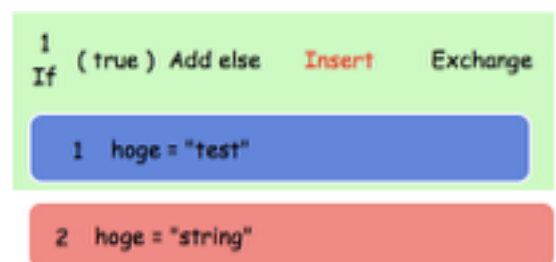 1
If ( true ) Add else Insert Exchange
1 hoge = "test"
2 hoge = "string"